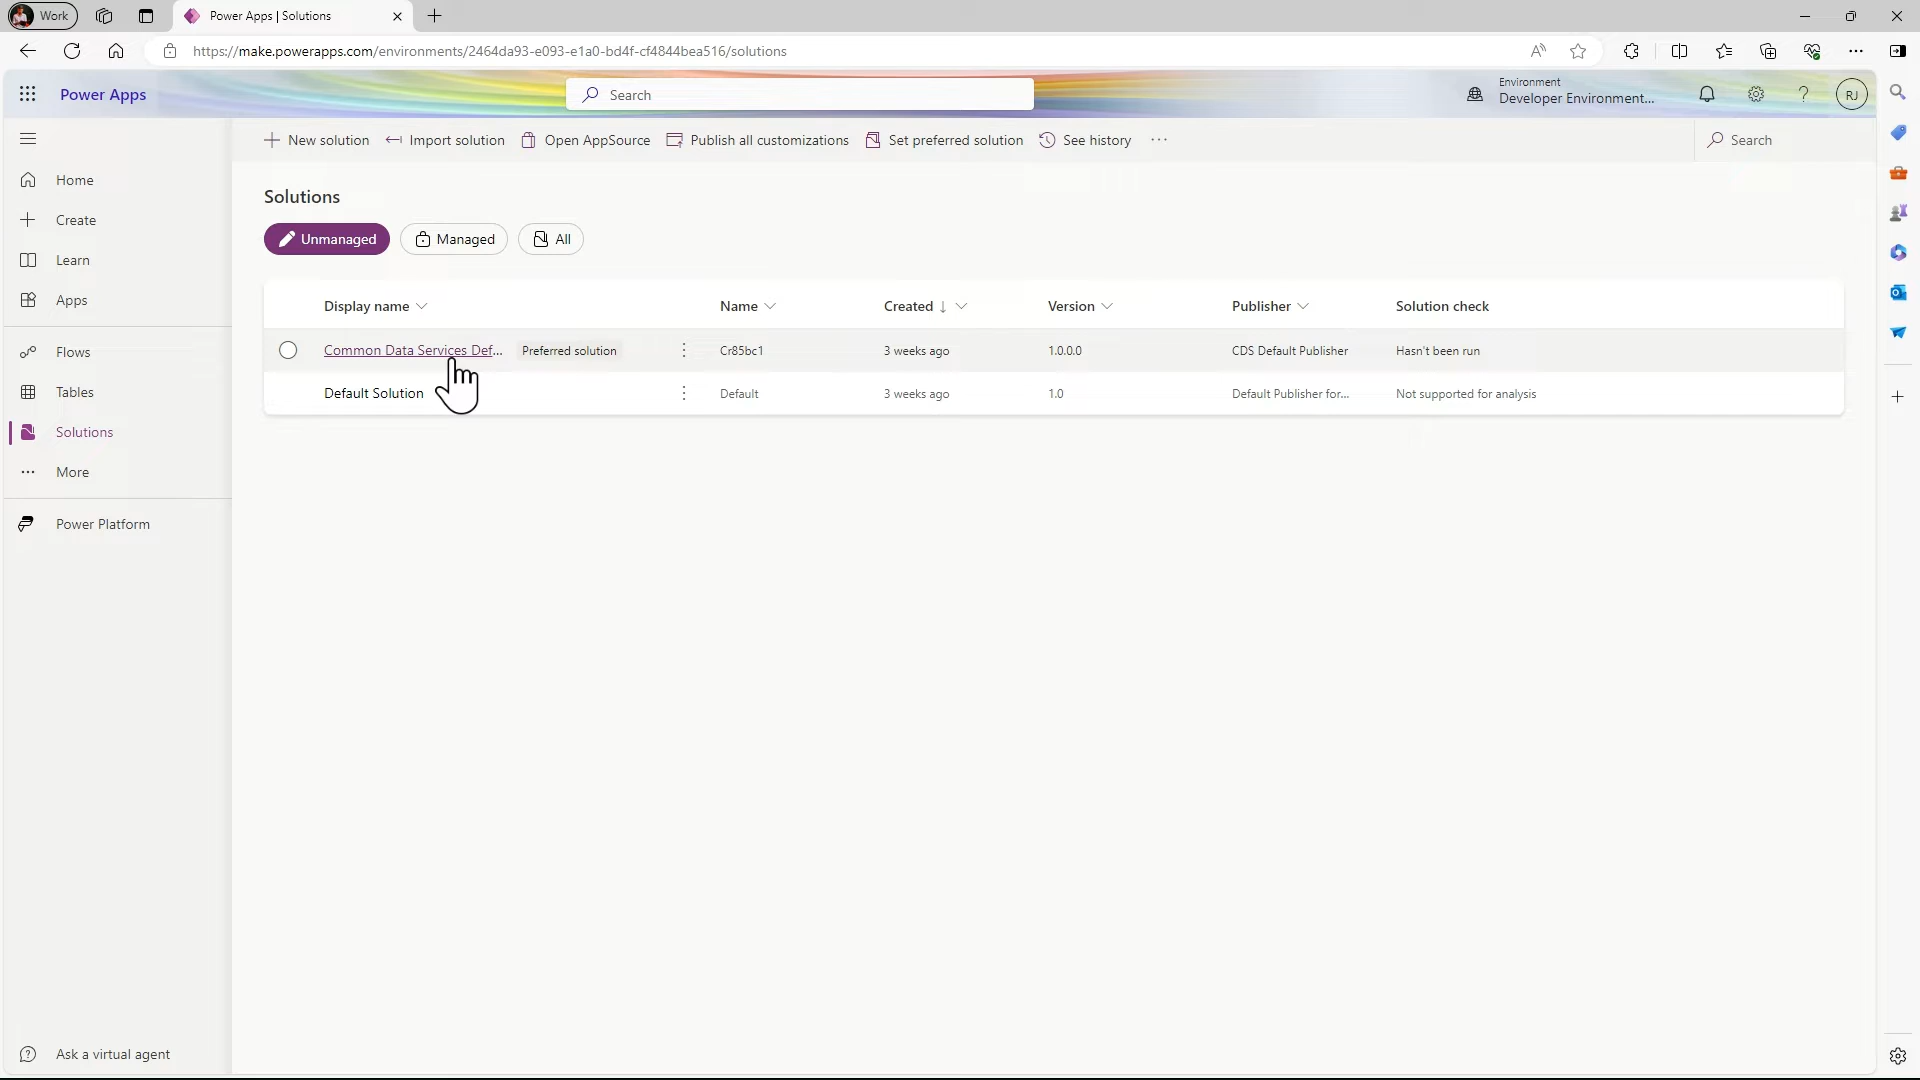 Work
Power Apps | Solutions
https://make.powerapps.com/environments/2464da93-e093-e1a0-bd4f-cf4844bea516/solutions
Power Apps
Search
Environment
Developer Environment...
RJ
New solution
Import solution
Open AppSource
Publish all customizations
Set preferred solution
See history
Search
Home
Create
Learn
Apps
Flows
Tables
Solutions
More
Power Platform
Ask a virtual agent
Solutions
Unmanaged
Managed
All
Display name Name Created Version Publisher Solution check
Common Data Services Def... Preferred solution Cr85bc1 3 weeks ago 1.0.0.0 CDS Default Publisher Hasn't been run
Default Solution Default 3 weeks ago 1.0 Default Publisher for... Not supported for analysis